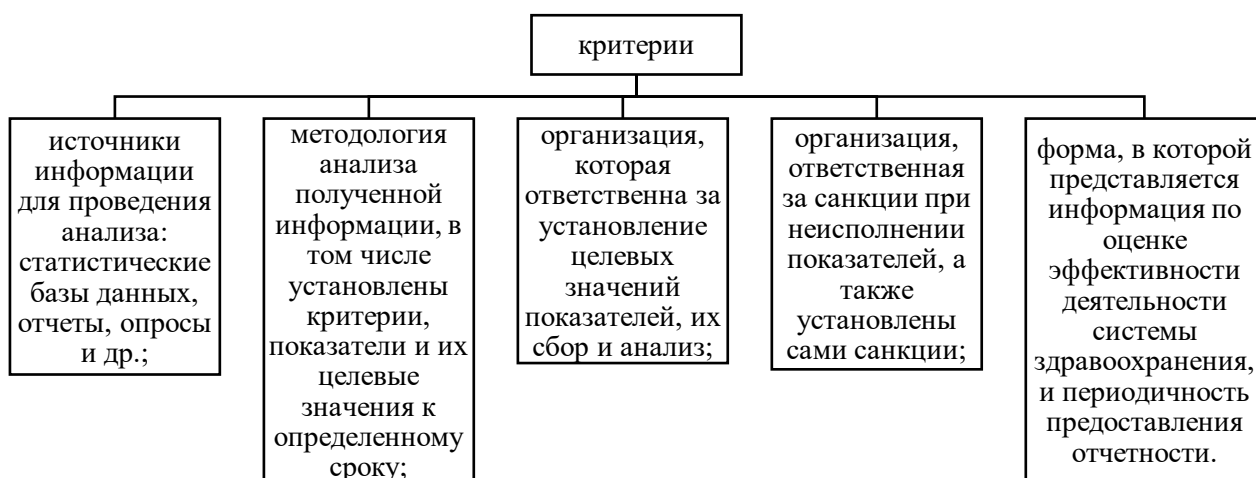 критерии
источники
информации
для проведения
анализа:
статистические
базы данных,
отчеты, опросы
и др.;
методология
анализа
полученной
информации, в
том числе
установлены
критерии,
показатели и их
целевые
значения к
определенному
сроку;
организация,
которая
ответственна за
установление
целевых
значений
показателей, их
сбор и анализ;
организация,
ответственная
за санкции при
неисполнении
показателей, а
также
установлены
сами санкции;
форма, в которой
представляется
информация по
оценке
эффективности
деятельности
системы
здравоохранения,
и периодичность
предоставления
отчетности.